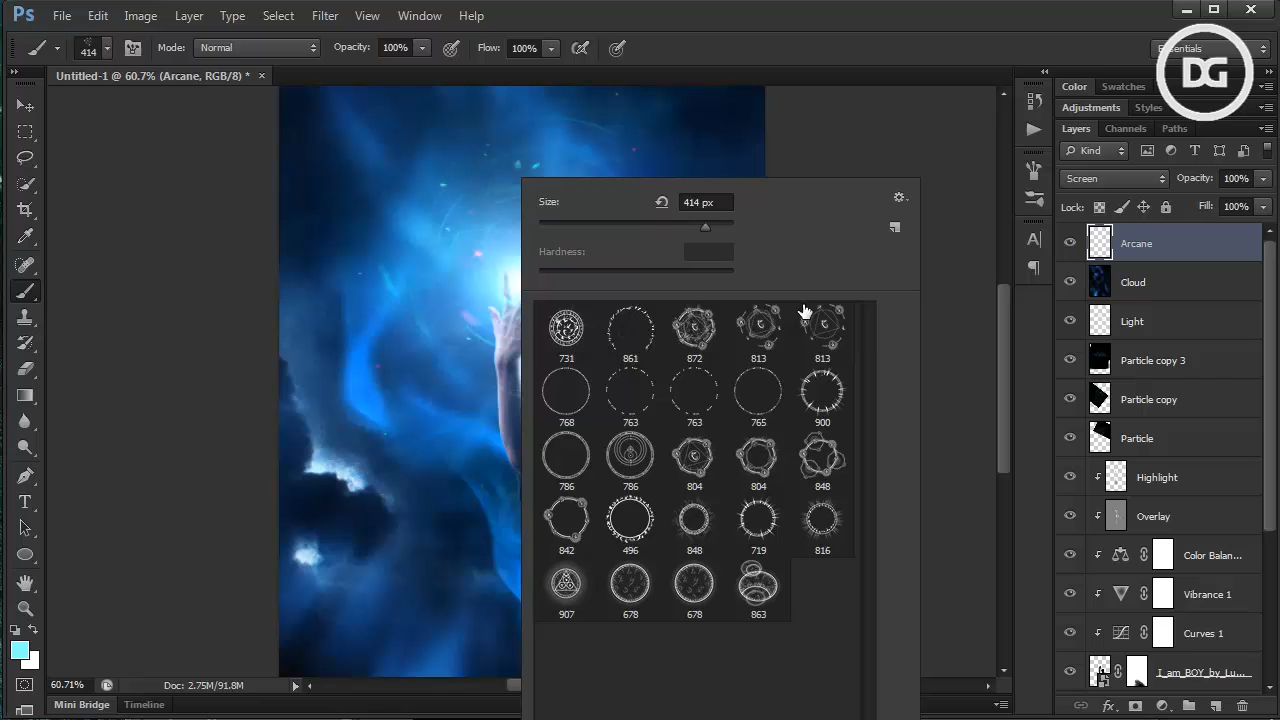 Ps File Edit Image Layer Type Select Filter View Window Help
414 Mode: Normal Opacity: 100% Flow: 100% Essentials
DG
Untitled-1 @ 60.7% (Arcane, RGB/8) * ×
Color Swatches
Adjustments Styles
Layers Channels Paths
Kind
Screen Opacity: 100%
Lock: Fill: 100%
Size: 414 px
Hardness:
731 861 872 813 813
768 763 763 765 900
786 786 804 804 848
842 496 848 719 816
907 678 678 863
Arcane
Cloud
Light
Particle copy 3
Particle copy
Particle
Highlight
Overlay
Color Balan...
Vibrance 1
Curves 1
I_am_BOY_by_Lu...
60.71% Doc: 2.75M/91.8M
Mini Bridge Timeline